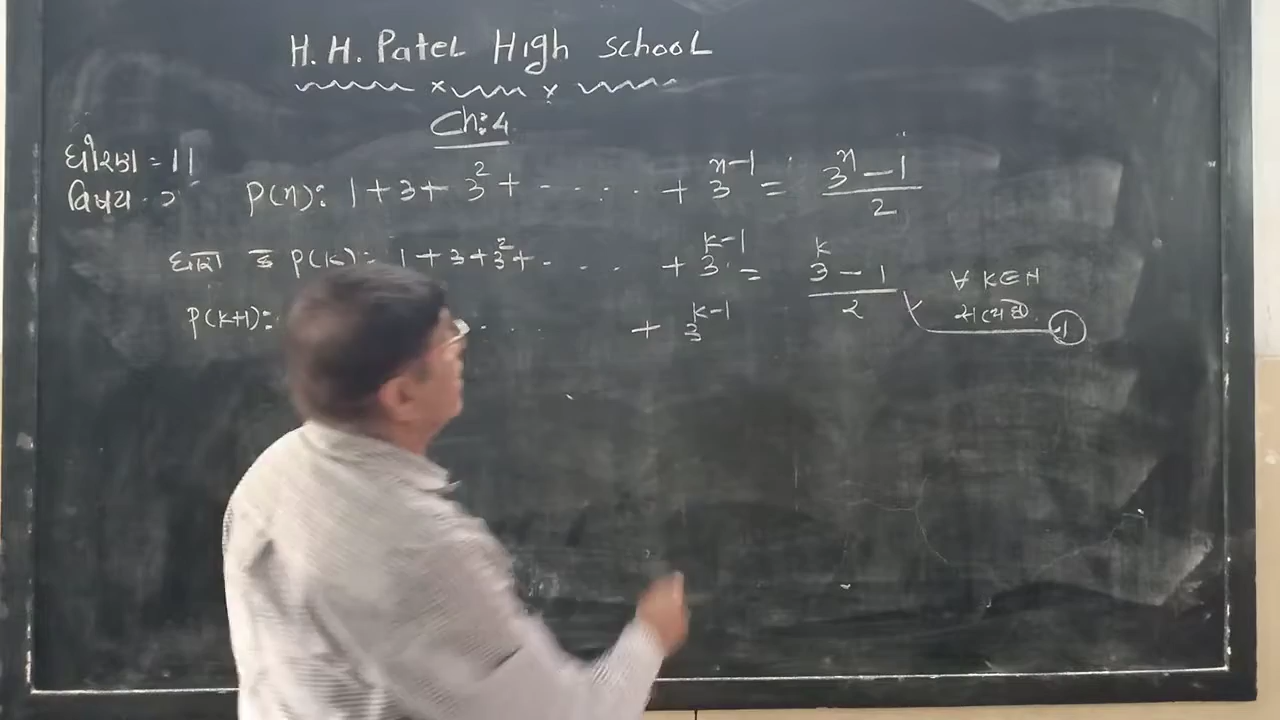 H. H. Patel High School
Ch: 4
ધોરણ = 11
વિષય .
P(n): 1 + 3 + 3² + - . . . . + 3ⁿ⁻¹ = 3ⁿ - 1 / 2
ધારો કે P(k): 1 + 3 + 3² + - . . . + 3ᵏ⁻¹ = 3ᵏ - 1 / 2 ∀ K ∈ N
સત્ય છે. ①
P(k+1): . . . . + 3ᵏ⁻¹